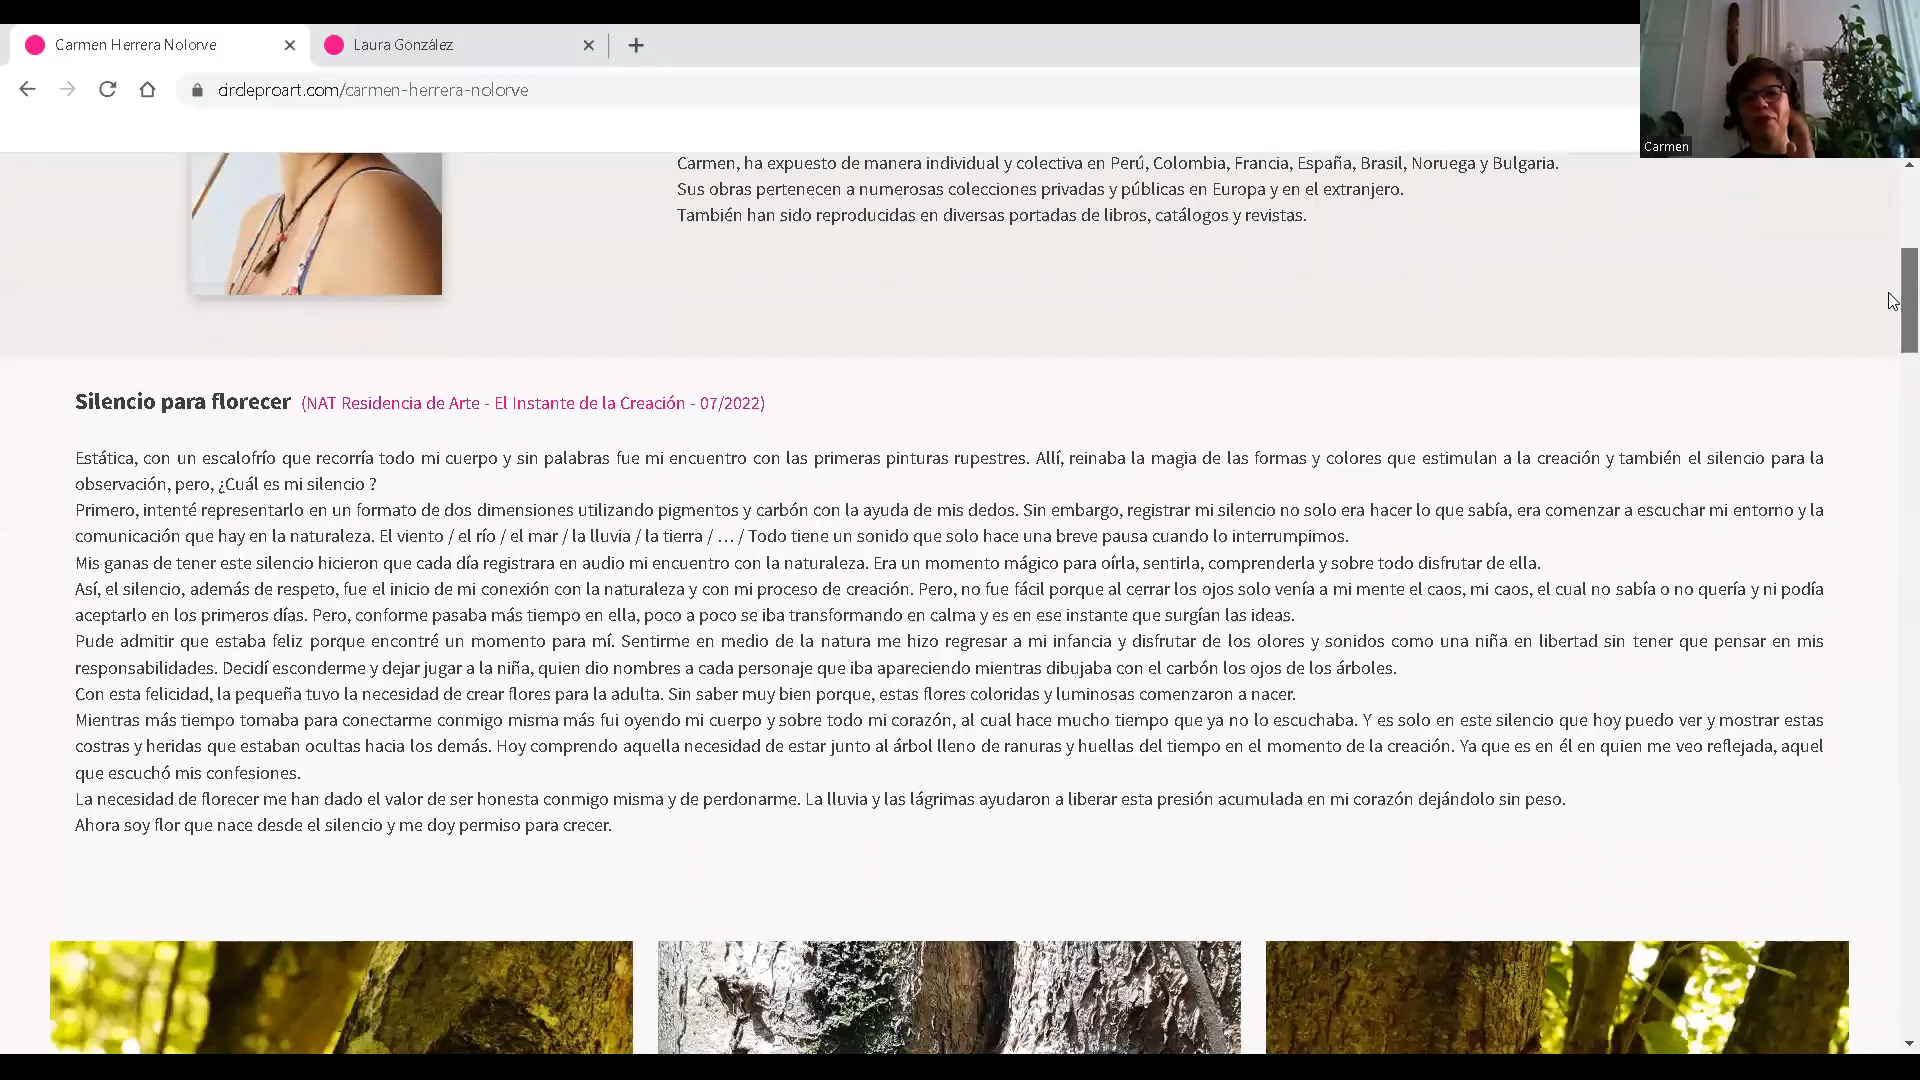 Carmen Herrera Nolorve
Laura González
circleproart.com/carmen-herrera-nolorve
Carmen
Carmen, ha expuesto de manera individual y colectiva en Perú, Colombia, Francia, España, Brasil, Noruega y Bulgaria.
Sus obras pertenecen a numerosas colecciones privadas y públicas en Europa y en el extranjero.
También han sido reproducidas en diversas portadas de libros, catálogos y revistas.
Silencio para florecer (NAT Residencia de Arte - El Instante de la Creación - 07/2022)
Estática, con un escalofrío que recorría todo mi cuerpo y sin palabras fue mi encuentro con las primeras pinturas rupestres. Allí, reinaba la magia de las formas y colores que estimulan a la creación y también el silencio para la
observación, pero, ¿Cuál es mi silencio ?
Primero, intenté representarlo en un formato de dos dimensiones utilizando pigmentos y carbón con la ayuda de mis dedos. Sin embargo, registrar mi silencio no solo era hacer lo que sabía, era comenzar a escuchar mi entorno y la
comunicación que hay en la naturaleza. El viento / el río / el mar / la lluvia / la tierra / … / Todo tiene un sonido que solo hace una breve pausa cuando lo interrumpimos.
Mis ganas de tener este silencio hicieron que cada día registrara en audio mi encuentro con la naturaleza. Era un momento mágico para oírla, sentirla, comprenderla y sobre todo disfrutar de ella.
Así, el silencio, además de respeto, fue el inicio de mi conexión con la naturaleza y con mi proceso de creación. Pero, no fue fácil porque al cerrar los ojos solo venía a mi mente el caos, mi caos, el cual no sabía o no quería y ni podía
aceptarlo en los primeros días. Pero, conforme pasaba más tiempo en ella, poco a poco se iba transformando en calma y es en ese instante que surgían las ideas.
Pude admitir que estaba feliz porque encontré un momento para mí. Sentirme en medio de la natura me hizo regresar a mi infancia y disfrutar de los olores y sonidos como una niña en libertad sin tener que pensar en mis
responsabilidades. Decidí esconderme y dejar jugar a la niña, quien dio nombres a cada personaje que iba apareciendo mientras dibujaba con el carbón los ojos de los árboles.
Con esta felicidad, la pequeña tuvo la necesidad de crear flores para la adulta. Sin saber muy bien porque, estas flores coloridas y luminosas comenzaron a nacer.
Mientras más tiempo tomaba para conectarme conmigo misma más fui oyendo mi cuerpo y sobre todo mi corazón, al cual hace mucho tiempo que ya no lo escuchaba. Y es solo en este silencio que hoy puedo ver y mostrar estas
costras y heridas que estaban ocultas hacia los demás. Hoy comprendo aquella necesidad de estar junto al árbol lleno de ranuras y huellas del tiempo en el momento de la creación. Ya que es en él en quien me veo reflejada, aquel
que escuchó mis confesiones.
La necesidad de florecer me han dado el valor de ser honesta conmigo misma y de perdonarme. La lluvia y las lágrimas ayudaron a liberar esta presión acumulada en mi corazón dejándolo sin peso.
Ahora soy flor que nace desde el silencio y me doy permiso para crecer.